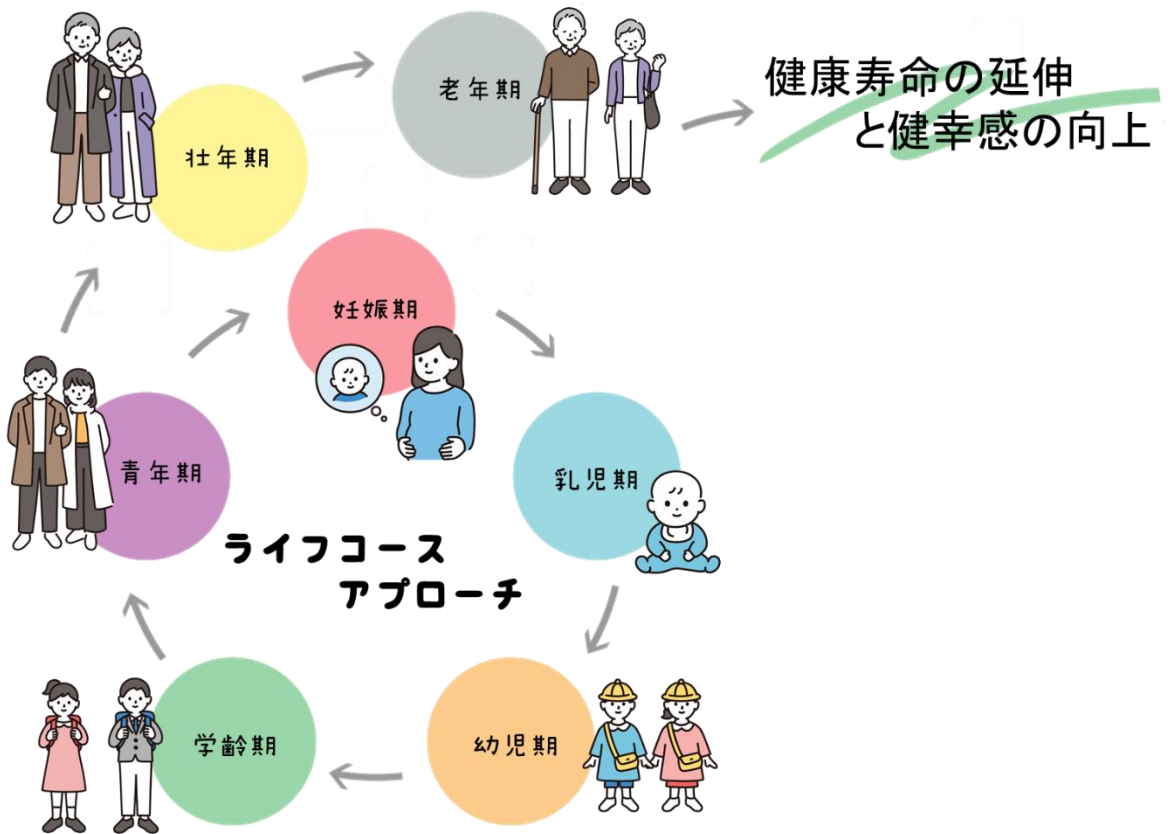 老年期
健康寿命の延伸
と健幸感の向上
壮年期
妊娠期
青年期
乳児期
ライフコース
アプローチ
学齢期
幼児期